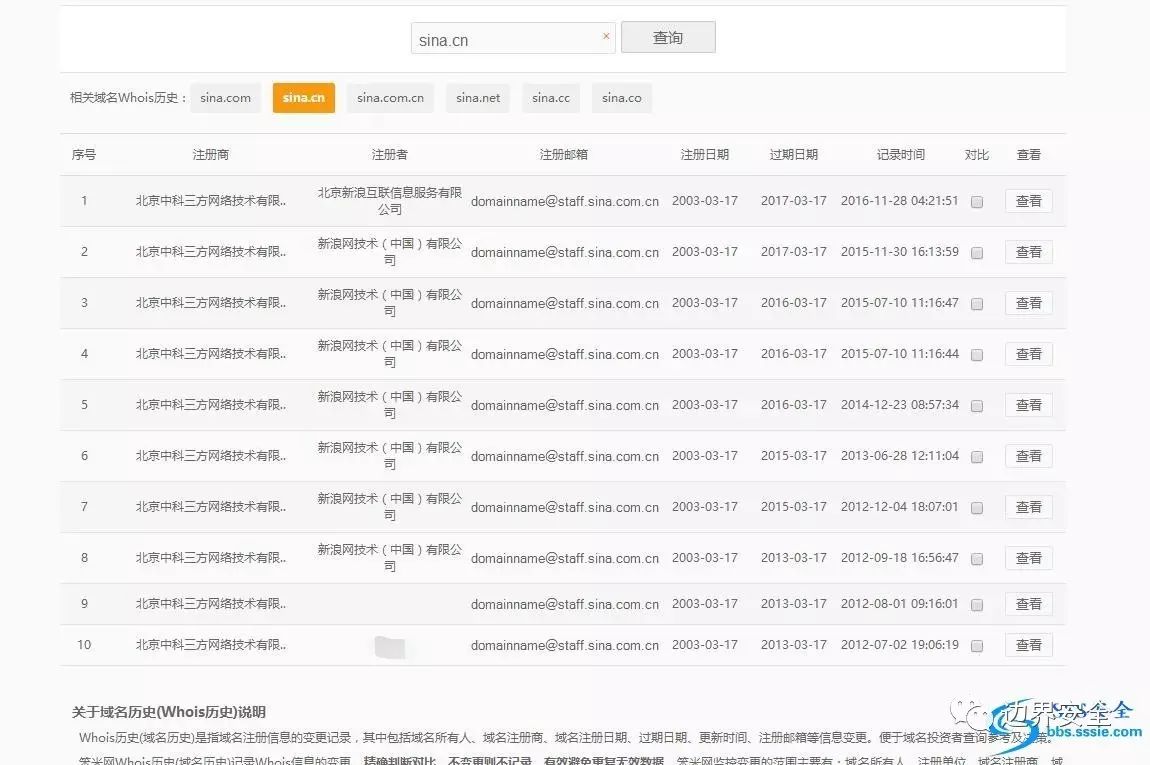 sina.cn × 查询
相关域名Whois历史： sina.com sina.cn sina.com.cn sina.net sina.cc sina.co
序号 注册商 注册者 注册邮箱 注册日期 过期日期 记录时间 对比 查看
1 北京中科三方网络技术有限.. 北京新浪互联信息服务有限公司 domainname@staff.sina.com.cn 2003-03-17 2017-03-17 2016-11-28 04:21:51 查看
2 北京中科三方网络技术有限.. 新浪网技术（中国）有限公司 domainname@staff.sina.com.cn 2003-03-17 2017-03-17 2015-11-30 16:13:59 查看
3 北京中科三方网络技术有限.. 新浪网技术（中国）有限公司 domainname@staff.sina.com.cn 2003-03-17 2016-03-17 2015-07-10 11:16:47 查看
4 北京中科三方网络技术有限.. 新浪网技术（中国）有限公司 domainname@staff.sina.com.cn 2003-03-17 2016-03-17 2015-07-10 11:16:44 查看
5 北京中科三方网络技术有限.. 新浪网技术（中国）有限公司 domainname@staff.sina.com.cn 2003-03-17 2016-03-17 2014-12-23 08:57:34 查看
6 北京中科三方网络技术有限.. 新浪网技术（中国）有限公司 domainname@staff.sina.com.cn 2003-03-17 2015-03-17 2013-06-28 12:11:04 查看
7 北京中科三方网络技术有限.. 新浪网技术（中国）有限公司 domainname@staff.sina.com.cn 2003-03-17 2015-03-17 2012-12-04 18:07:01 查看
8 北京中科三方网络技术有限.. 新浪网技术（中国）有限公司 domainname@staff.sina.com.cn 2003-03-17 2013-03-17 2012-09-18 16:56:47 查看
9 北京中科三方网络技术有限.. domainname@staff.sina.com.cn 2003-03-17 2013-03-17 2012-08-01 09:16:01 查看
10 北京中科三方网络技术有限.. domainname@staff.sina.com.cn 2003-03-17 2013-03-17 2012-07-02 19:06:19 查看
关于域名历史(Whois历史)说明
边界安全
bbs.sssie.com
Whois历史(域名历史)是指域名注册信息的变更记录，其中包括域名所有人、域名注册商、域名注册日期、过期日期、更新时间、注册邮箱等信息变更。便于域名投资者查询参考及决策。
笨米网Whois历史(域名历史)记录Whois信息的变更，精确判断对比，不变更则不记录，有效避免重复无效数据。笨米网监控变更的范围主要有：域名所有人、注册单位、域名注册商、域